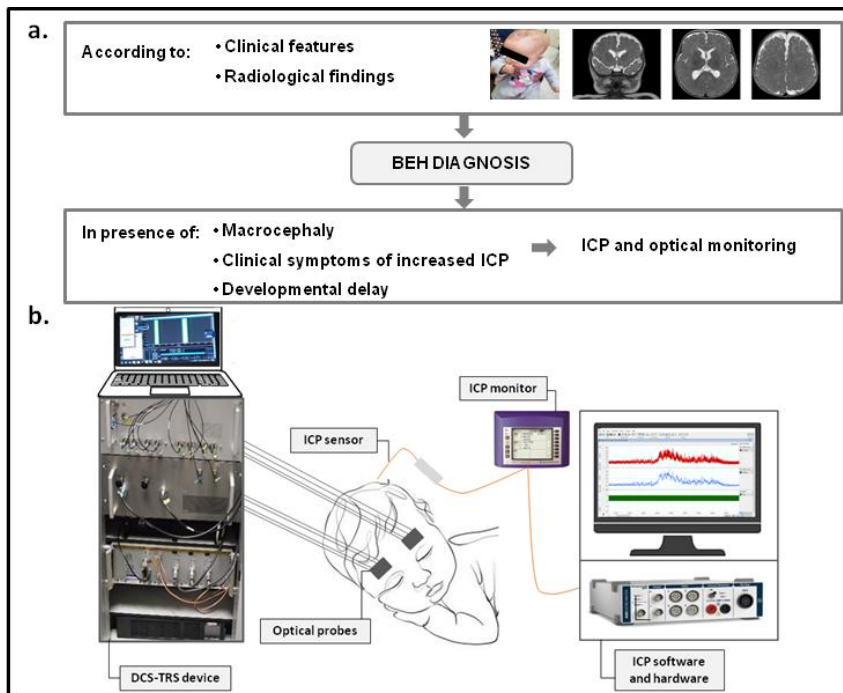 a.
According to:
• Clinical features
• Radiological findings
BEH DIAGNOSIS
In presence of:
• Macrocephaly
• Clinical symptoms of increased ICP
• Developmental delay
ICP and optical monitoring
b.
ICP monitor
ICP sensor
Optical probes
DCS-TRS device
ICP software
and hardware